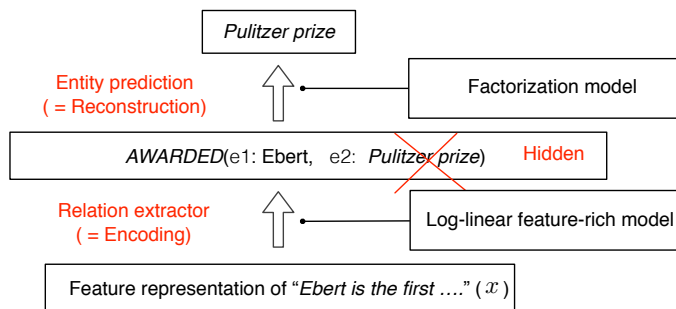 Pulitzer prize
Entity prediction
( = Reconstruction)
Factorization model
AWARDED(e1: Ebert, e2: Pulitzer prize) Hidden
Relation extractor
( = Encoding)
Log-linear feature-rich model
Feature representation of “Ebert is the first ....” (x)